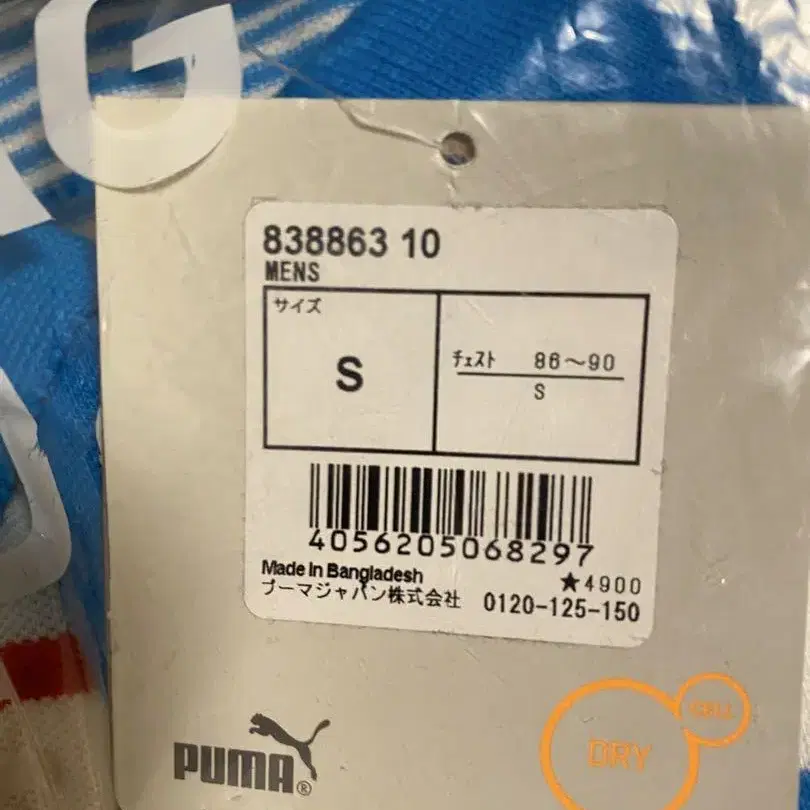 G
838863 10
MENS
サイズ
S
チェスト 86～90
S
4056205068297
Made In Bangladesh
★4900
プーマジャパン株式会社 0120-125-150
CELL
DRY
PUMA®